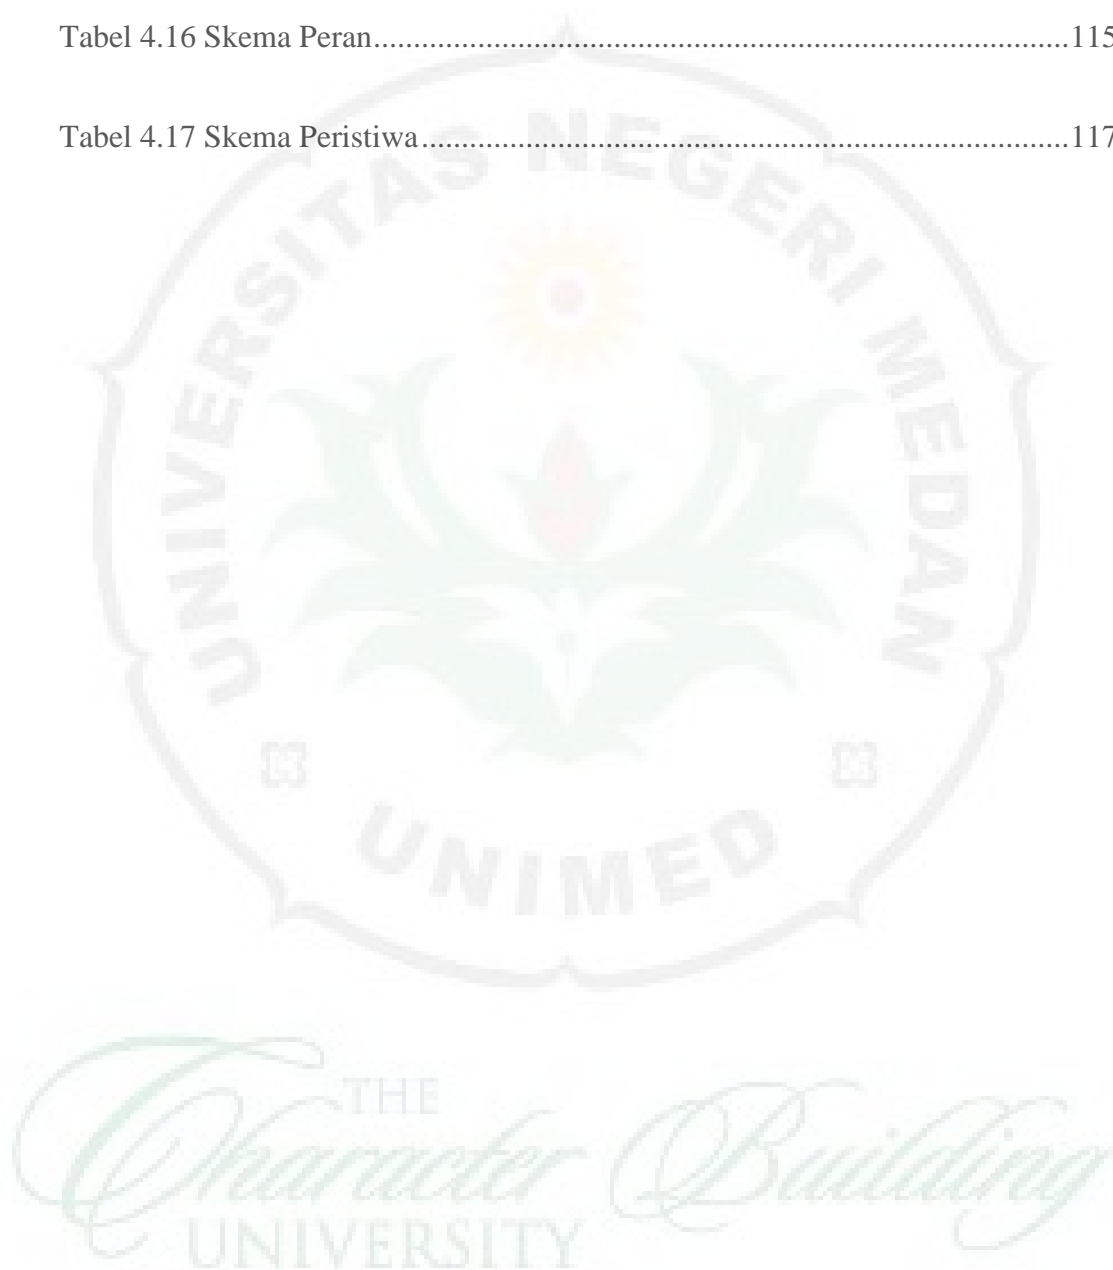 Tabel 4.16 Skema Peran......................................................................................115
Tabel 4.17 Skema Peristiwa................................................................................117
UNIVERSITAS NEGERI MEDAN
UNIMED
THE
Character Building
UNIVERSITY